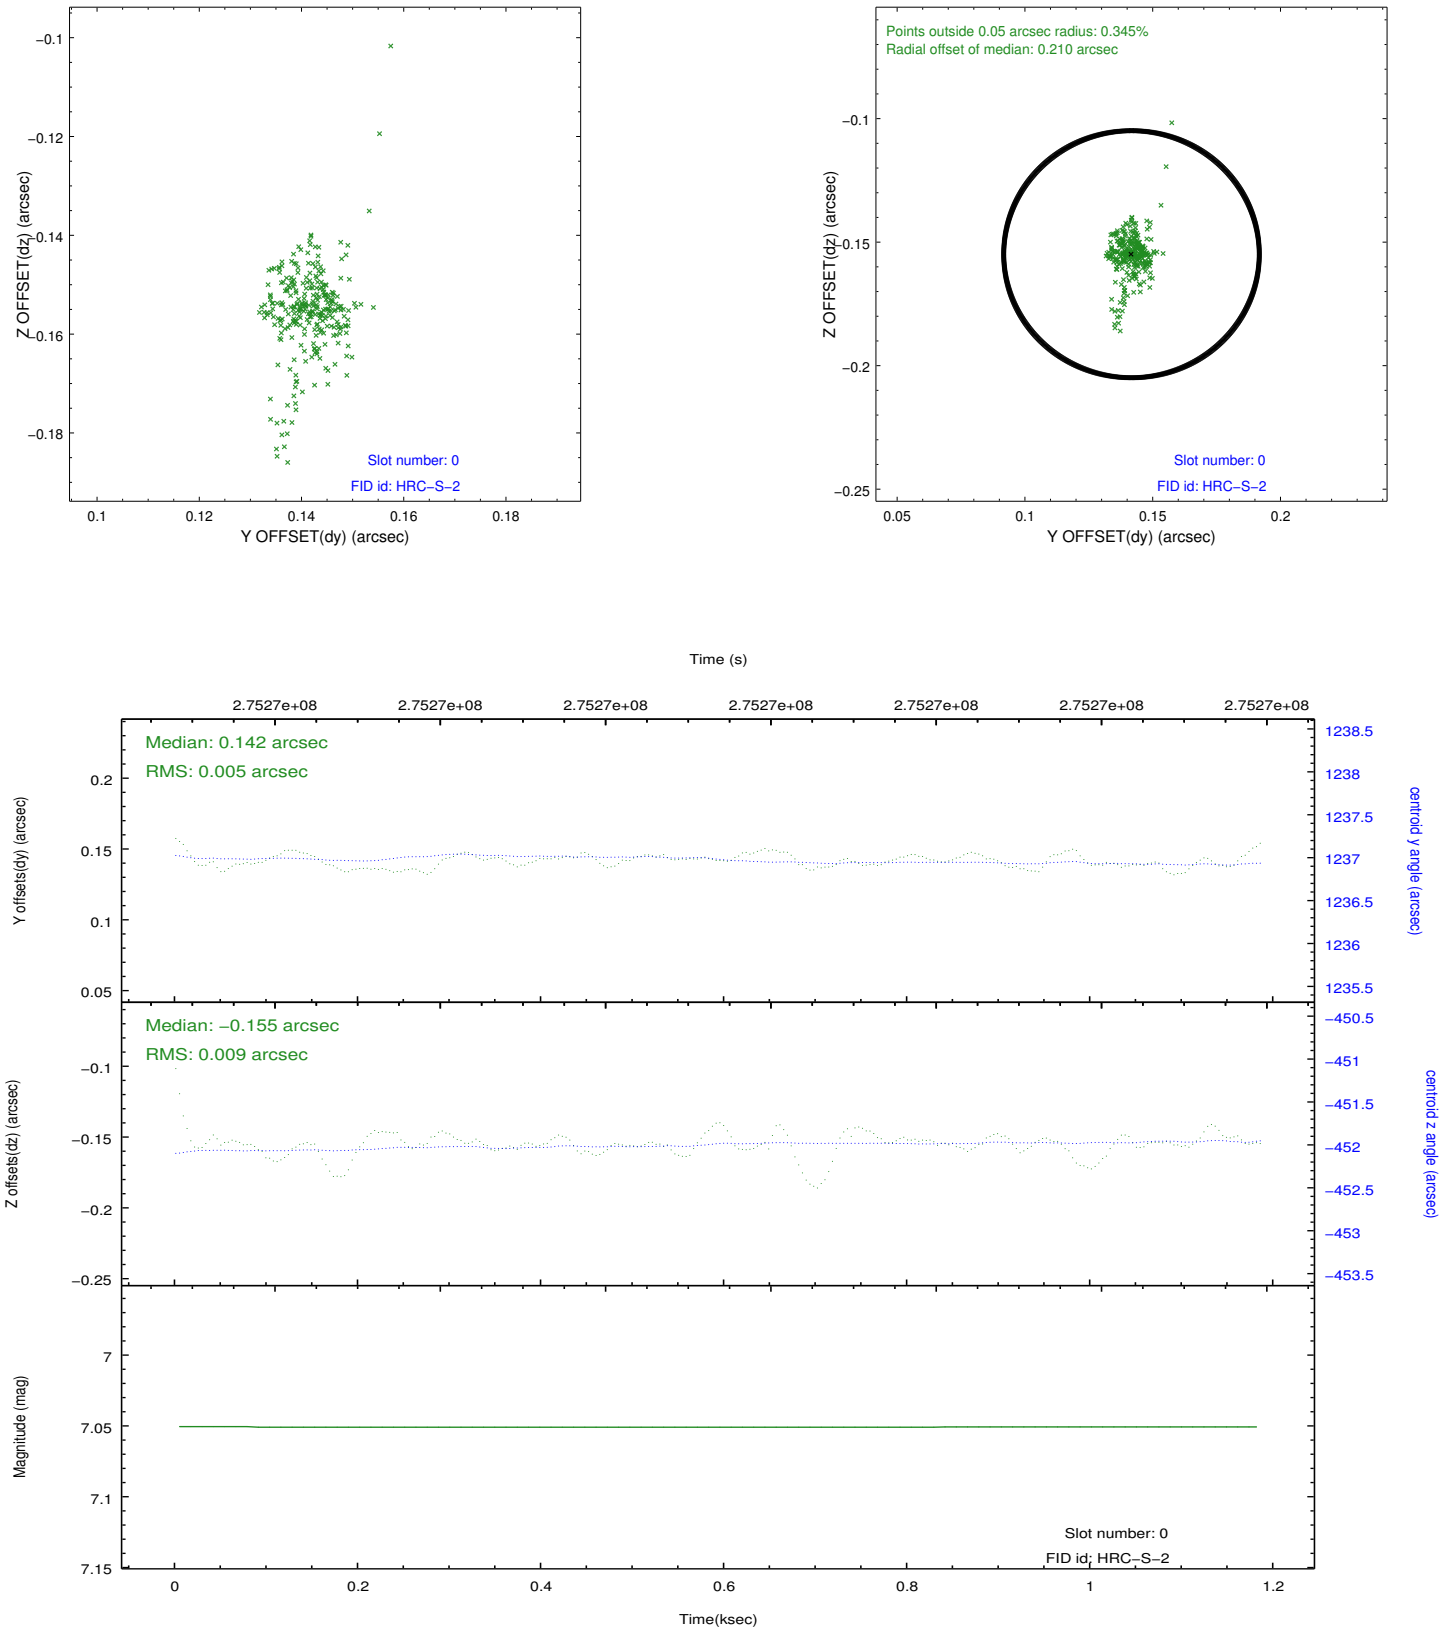 −0.1
−0.12
−0.14
−0.16
−0.18
Z OFFSET(dz) (arcsec)
Slot number: 0
FID id: HRC−S−2
0.1 0.12 0.14 0.16 0.18
Y OFFSET(dy) (arcsec)
Points outside 0.05 arcsec radius: 0.345%
Radial offset of median: 0.210 arcsec
−0.1
−0.15
−0.2
−0.25
Z OFFSET(dz) (arcsec)
Slot number: 0
FID id: HRC−S−2
0.05 0.1 0.15 0.2
Y OFFSET(dy) (arcsec)
Time (s)
2.7527e+08 2.7527e+08 2.7527e+08 2.7527e+08 2.7527e+08 2.7527e+08 2.7527e+08
Median: 0.142 arcsec
RMS: 0.005 arcsec
0.2
0.15
0.1
0.05
Y offsets(dy) (arcsec)
1238.5
1238
1237.5
1237
1236.5
1236
1235.5
centroid y angle (arcsec)
Median: −0.155 arcsec
RMS: 0.009 arcsec
−0.1
−0.15
−0.2
−0.25
Z offsets(dz) (arcsec)
−450.5
−451
−451.5
−452
−452.5
−453
−453.5
centroid z angle (arcsec)
7
7.05
7.1
7.15
Magnitude (mag)
Slot number: 0
FID id: HRC−S−2
0 0.2 0.4 0.6 0.8 1 1.2
Time(ksec)